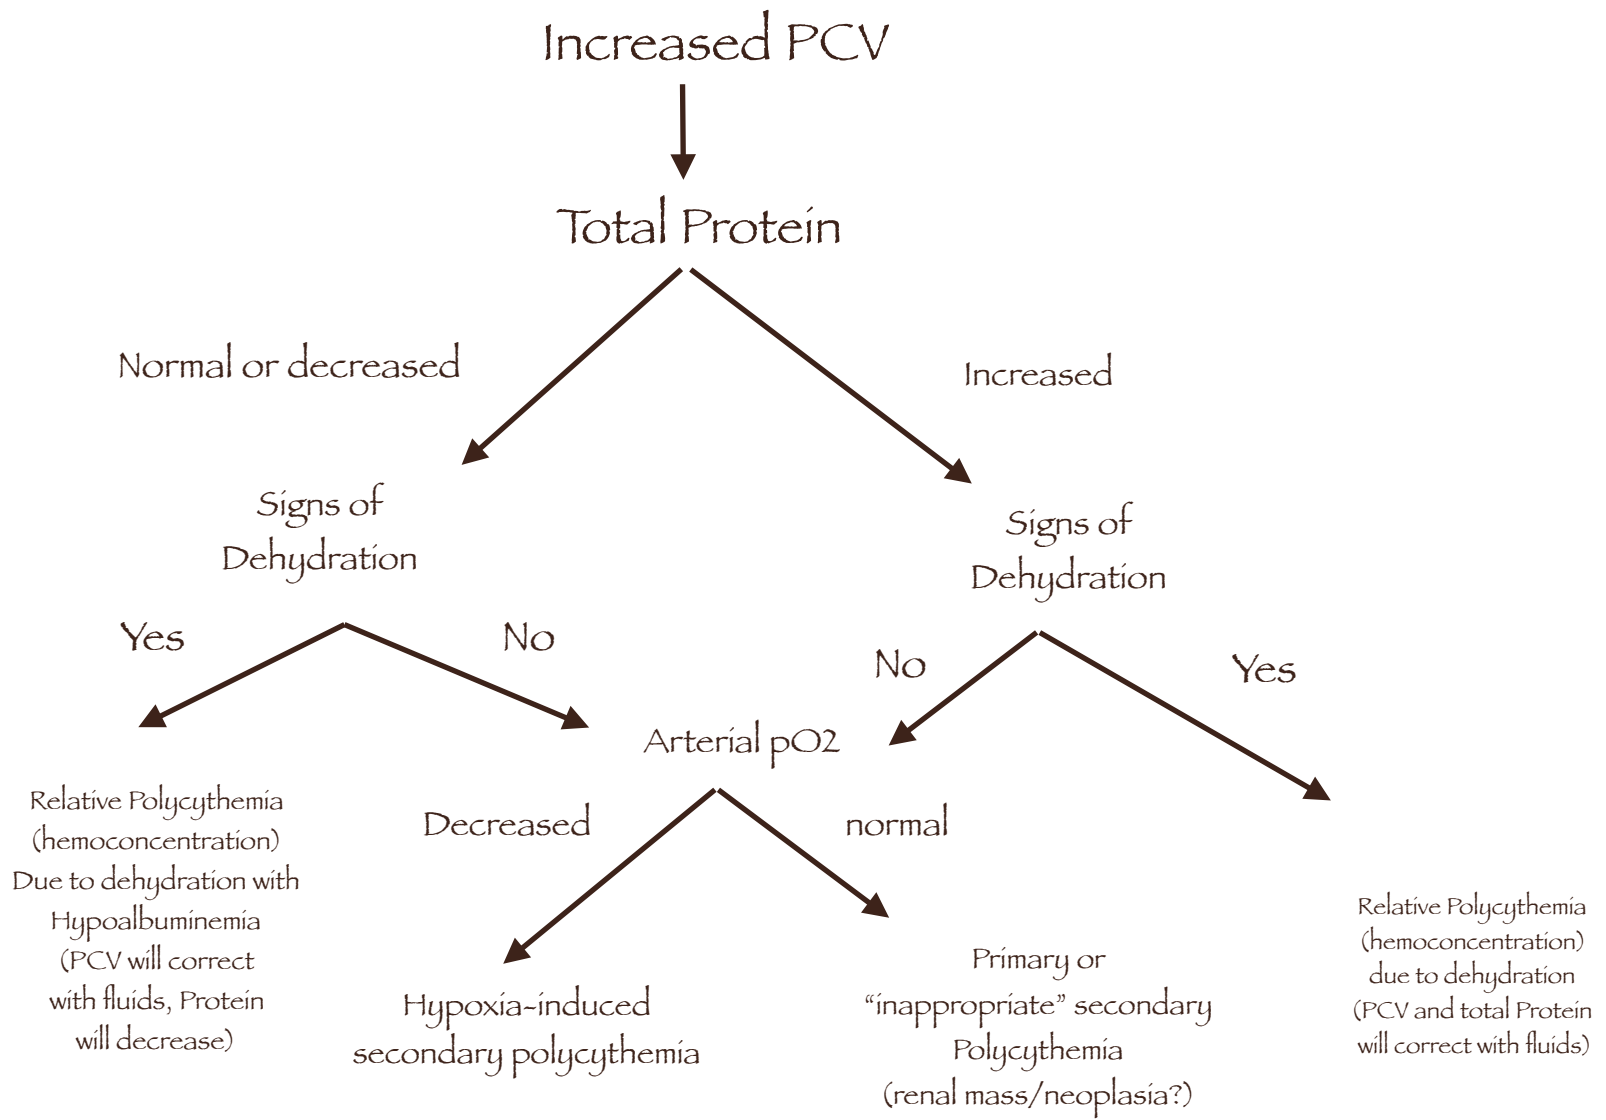 Increased PCV
Total Protein
Normal or decreased
Increased
Signs of
Dehydration
Signs of
Dehydration
Yes
No
No
Yes
Arterial pO2
Decreased
normal
Relative Polycythemia
(hemoconcentration)
Due to dehydration with
Hypoalbuminemia
(PCV will correct
with fluids, Protein
will decrease)
Hypoxia-induced
secondary polycythemia
Primary or
“inappropriate” secondary
Polycythemia
(renal mass/neoplasia?)
Relative Polycythemia
(hemoconcentration)
due to dehydration
(PCV and total Protein
will correct with fluids)